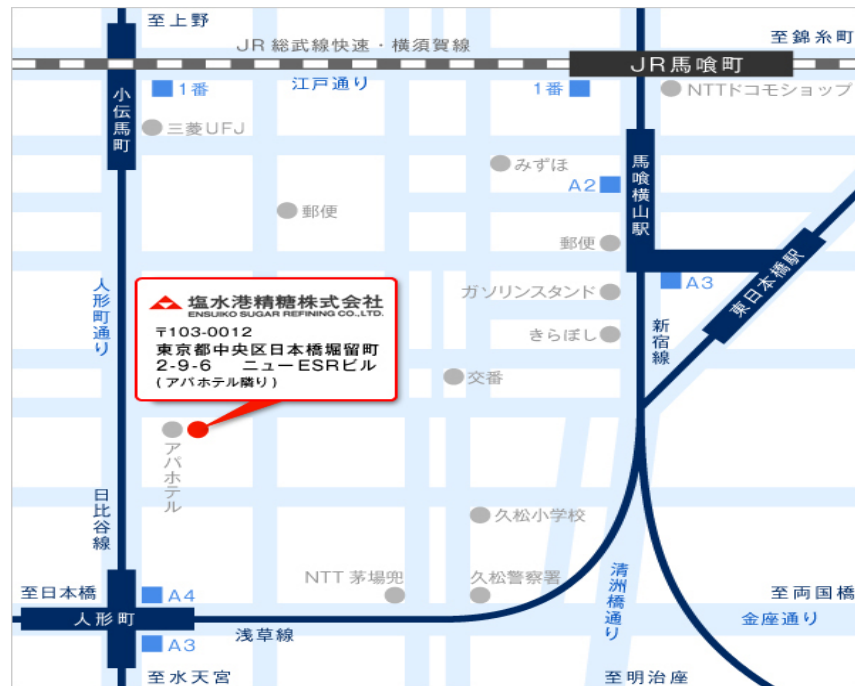 至上野
JR 総武線快速・横須賀線
至錦糸町
JR馬喰町
江戸通り
小伝馬町
1番
1番
NTTドコモショップ
三菱UFJ
みずほ
A2
馬喰横山駅
郵便
郵便
東日本橋駅
A3
人形町通り
ガソリンスタンド
新宿線
きらぼし
塩水港精糖株式会社
ENSUIKO SUGAR REFINING CO.,LTD.
〒103-0012
東京都中央区日本橋堀留町
2-9-6 ニューESRビル
(アパホテル隣り)
交番
アパホテル
日比谷線
久松小学校
NTT 茅場兜
久松警察署
清洲橋通り
至日本橋
A4
至両国橋
人形町
金座通り
浅草線
A3
至水天宮
至明治座